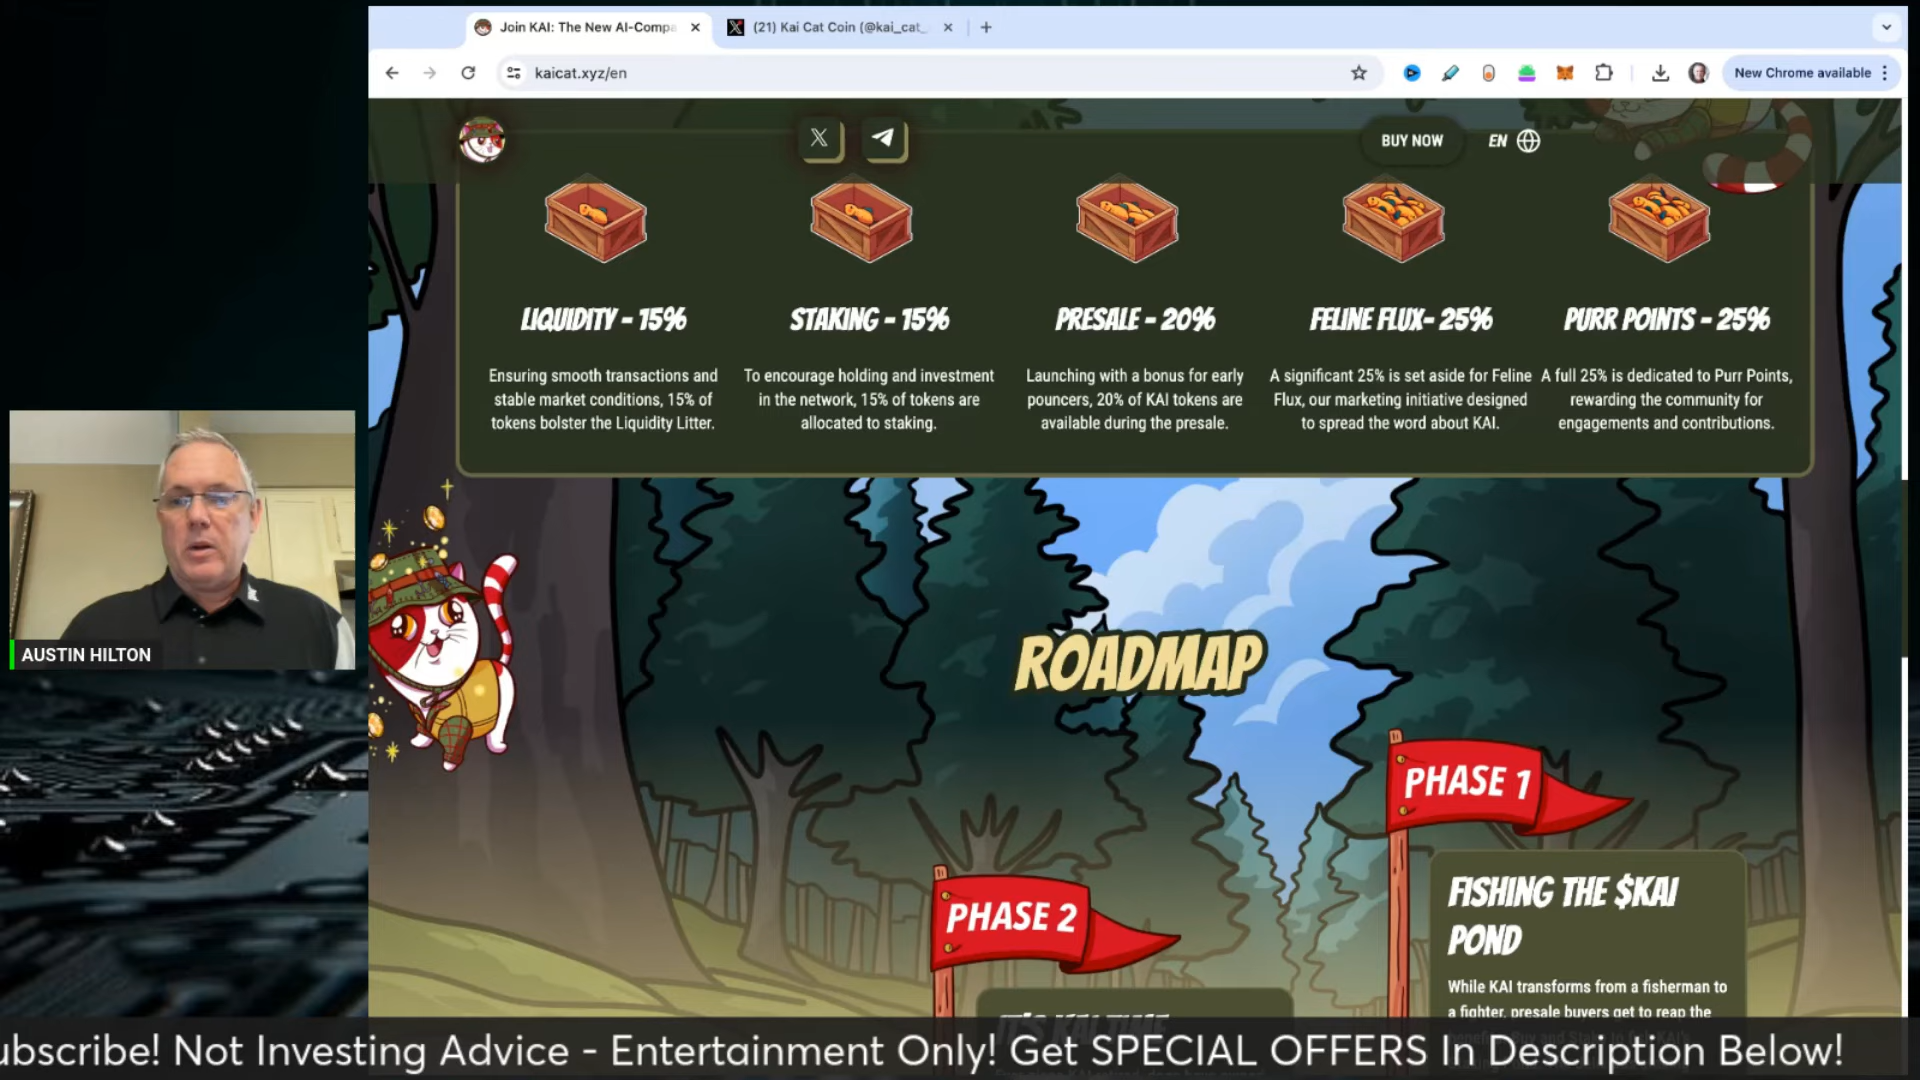 Join KAI: The New AI-Compa
(21) Kai Cat Coin (@kai_cat_
kaicat.xyz/en
New Chrome available
BUY NOW
EN
LIQUIDITY - 15%
Ensuring smooth transactions and
stable market conditions, 15% of
tokens bolster the Liquidity Litter.
STAKING - 15%
To encourage holding and investment
in the network, 15% of tokens are
allocated to staking.
PRESALE - 20%
Launching with a bonus for early
pouncers, 20% of KAI tokens are
available during the presale.
FELINE FLUX- 25%
A significant 25% is set aside for Feline
Flux, our marketing initiative designed
to spread the word about KAI.
PURR POINTS - 25%
A full 25% is dedicated to Purr Points,
rewarding the community for
engagements and contributions.
AUSTIN HILTON
ROADMAP
PHASE 1
FISHING THE $KAI
POND
While KAI transforms from a fisherman to
a fighter, presale buyers get to reap the
PHASE 2
IT'S KAI TIME
ubscribe! Not Investing Advice - Entertainment Only! Get SPECIAL OFFERS In Description Below!